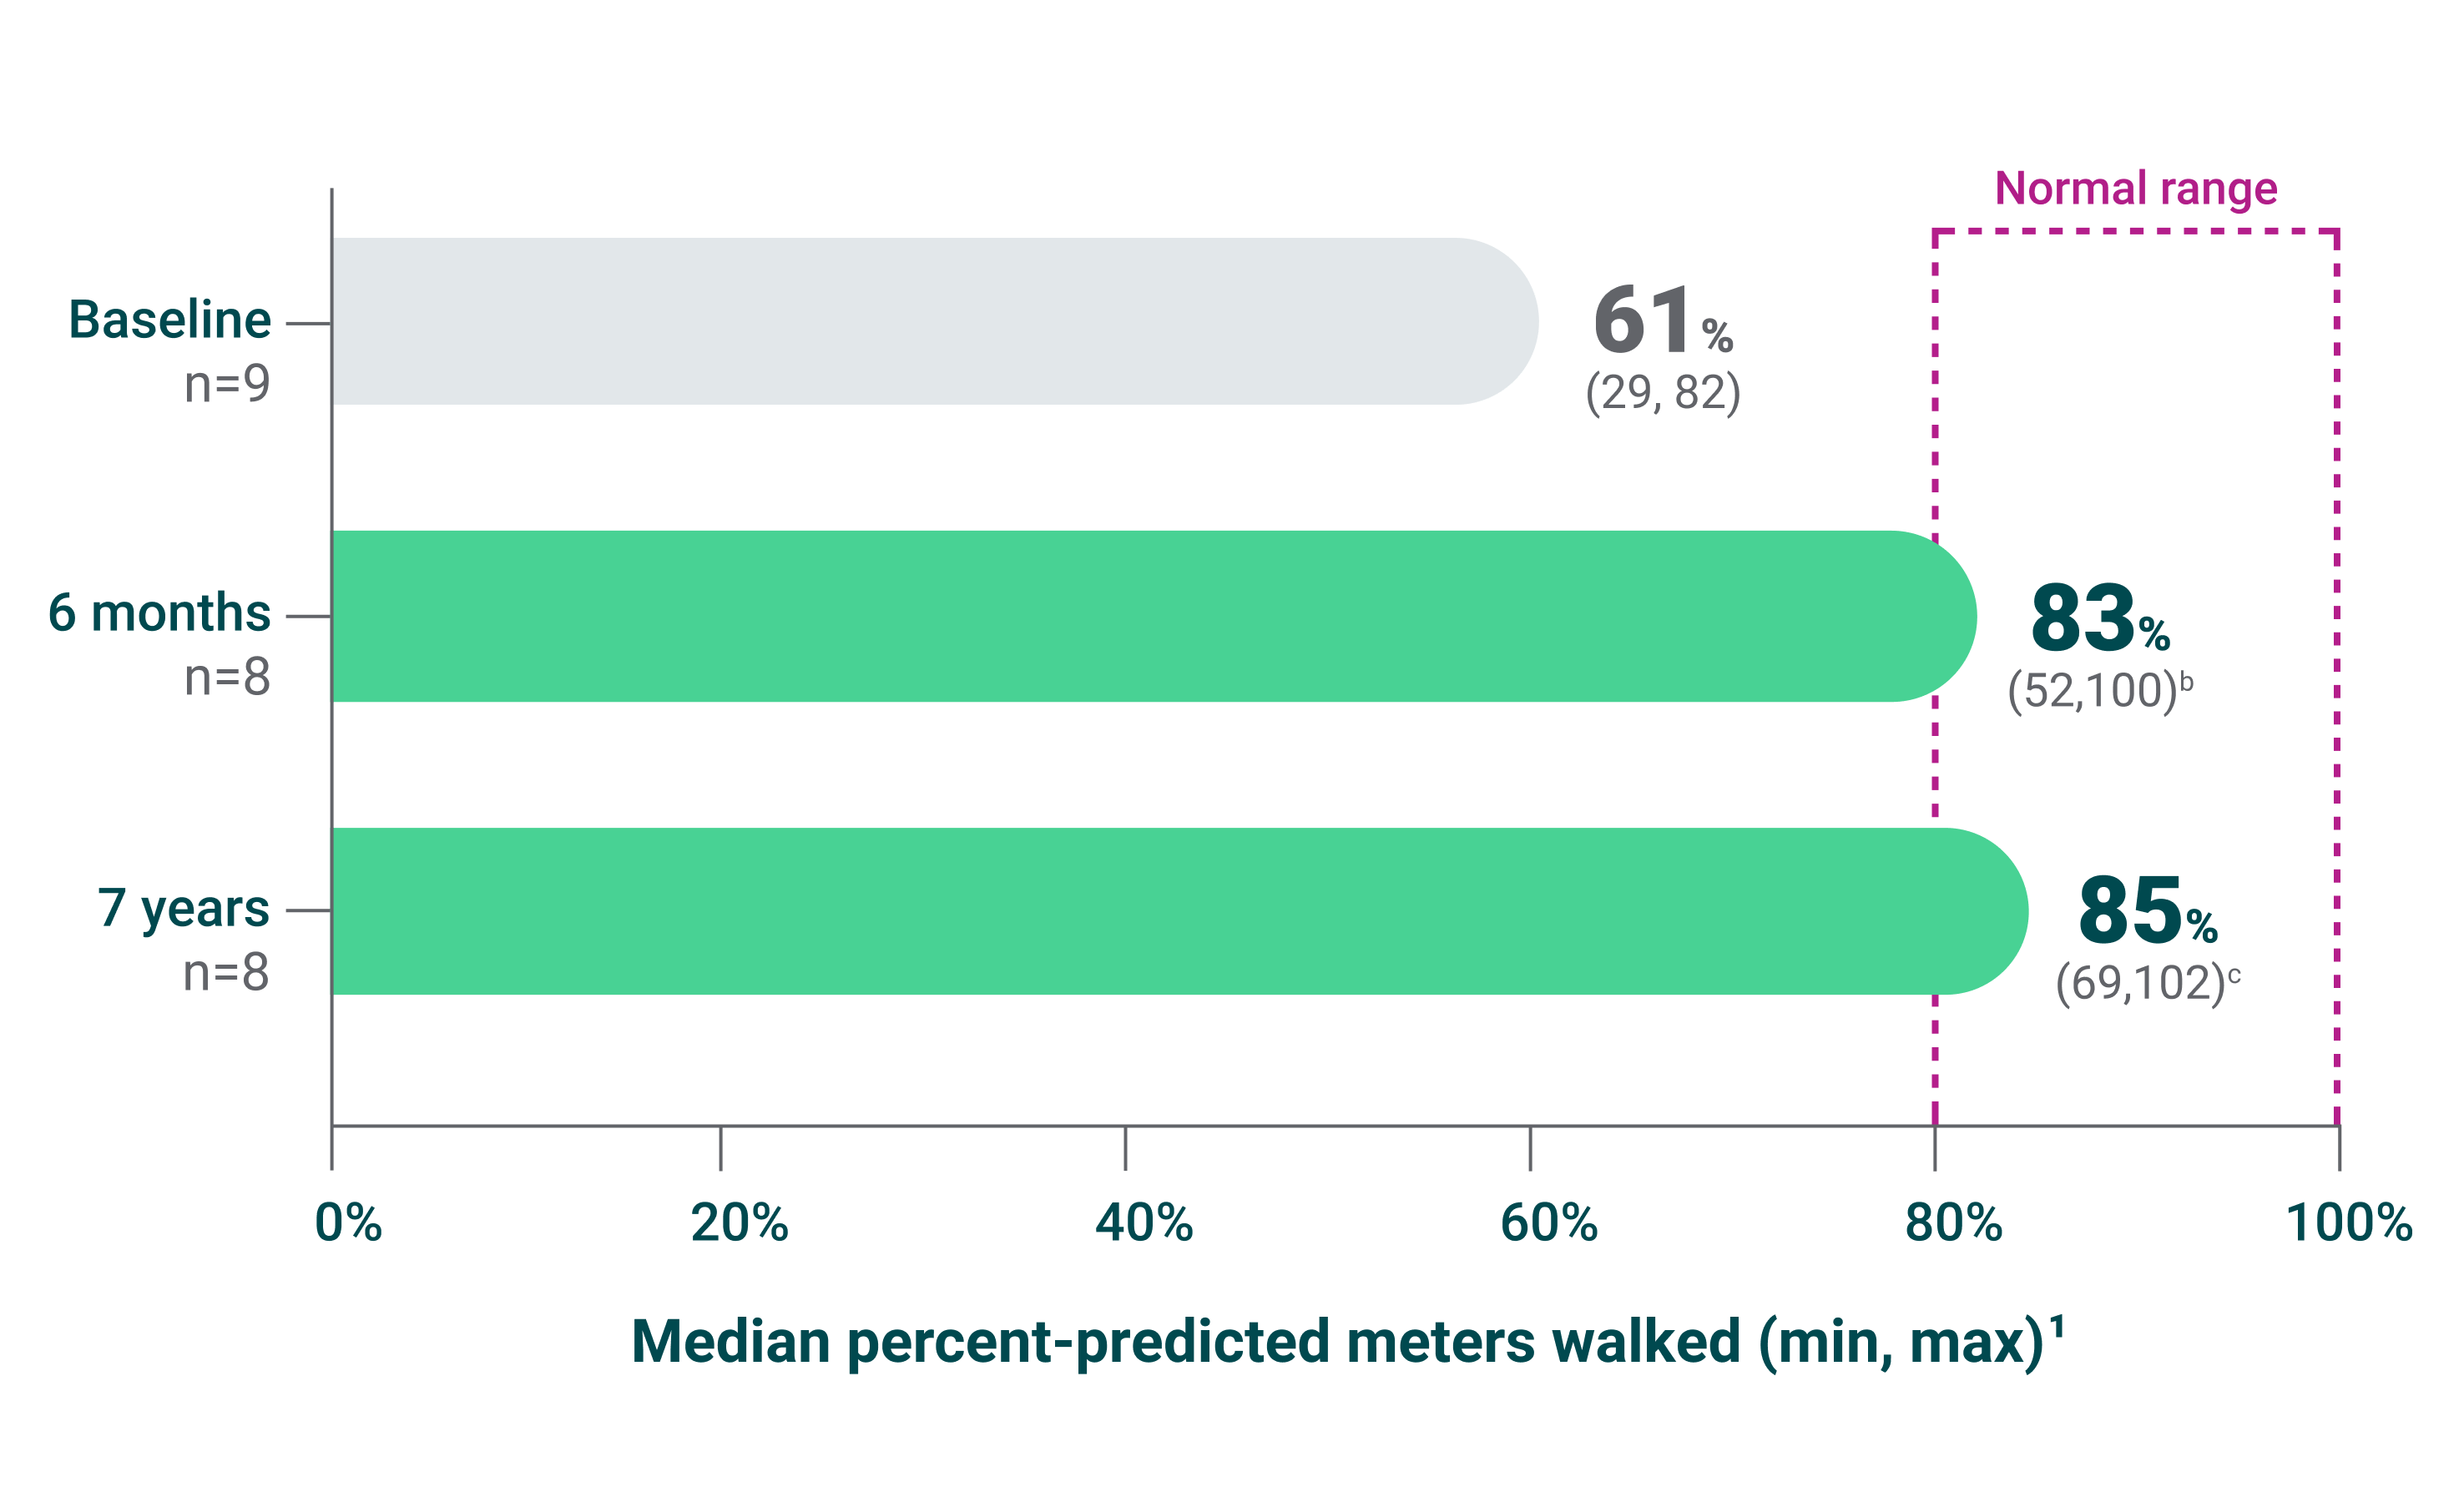 Normal range
Baseline
n=9
61%
(29, 82)
6 months
n=8
83%
(52,100)ᵇ
7 years
n=8
85%
(69,102)ᶜ
0% 20% 40% 60% 80% 100%
Median percent-predicted meters walked (min, max)¹